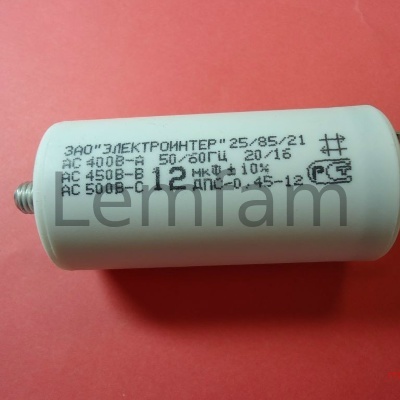 ЗАО "ЭЛЕКТРОИНТЕР" 25/85/21
АС 400В-А 50/60ГЦ 20/16
АС 450В-В 12 мкФ ± 10%
АС 500В-С ДПС-0,45-12 РСТ
Lemfam